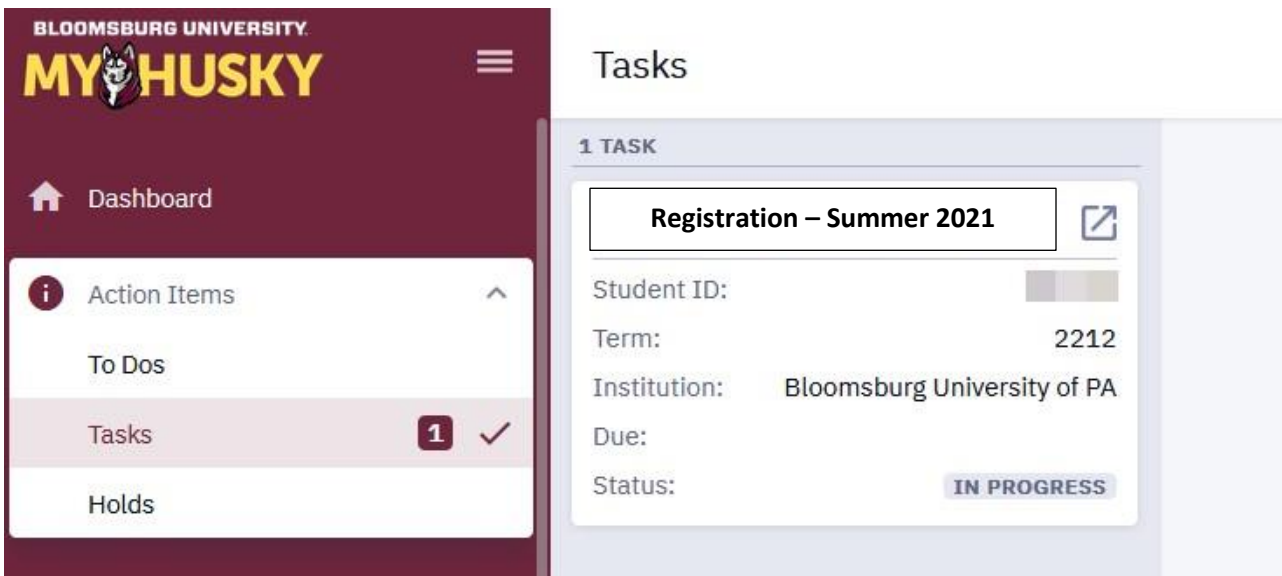 BLOOMSBURG UNIVERSITY.
MY HUSKY
Dashboard
Action Items
To Dos
Tasks 1
Holds
Tasks
1 TASK
Registration – Summer 2021
Student ID:
Term: 2212
Institution: Bloomsburg University of PA
Due:
Status: IN PROGRESS